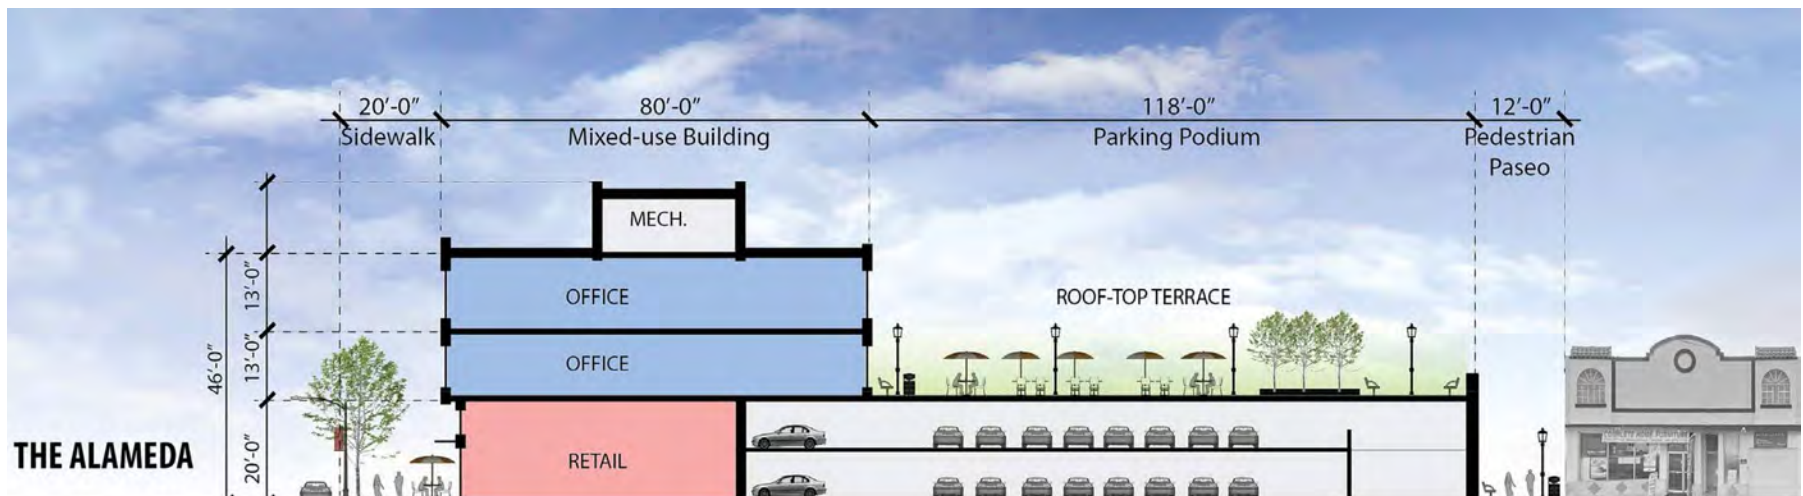 20'-0"
80'-0"
118'-0"
12'-0"
Sidewalk
Mixed-use Building
Parking Podium
Pedestrian
Paseo
MECH.
13'-0"
OFFICE
ROOF-TOP TERRACE
13'-0"
46'-0"
OFFICE
20'-0"
THE ALAMEDA
RETAIL